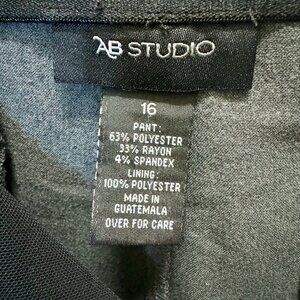 AB STUDIO
16
PANT:
63% POLYESTER
33% RAYON
4% SPANDEX
LINING:
100% POLYESTER
MADE IN
GUATEMALA
OVER FOR CARE